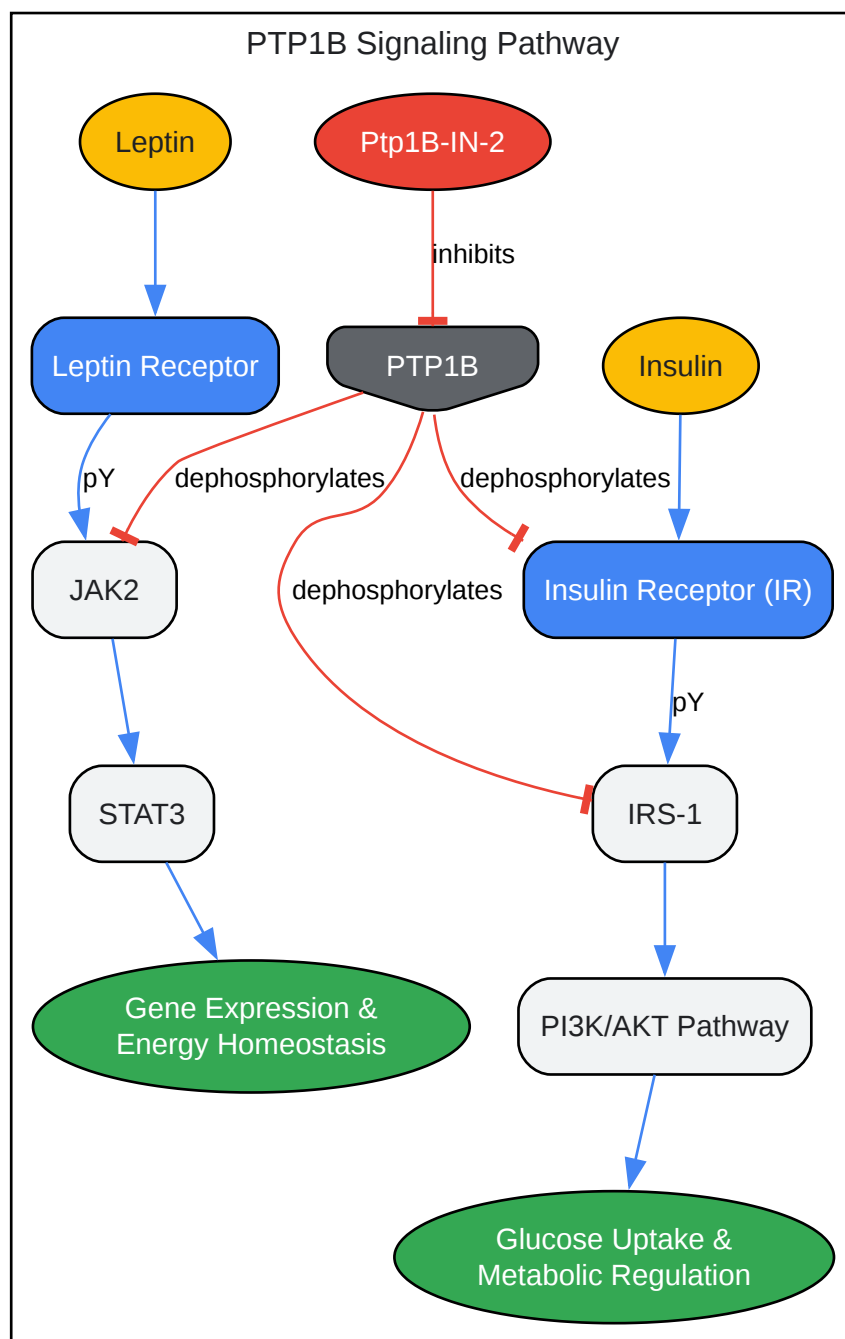 PTP1B Signaling Pathway
Leptin
Ptp1B-IN-2
inhibits
Leptin Receptor
PTP1B
Insulin
pY
dephosphorylates
dephosphorylates
JAK2
dephosphorylates
Insulin Receptor (IR)
pY
STAT3
IRS-1
Gene Expression &
Energy Homeostasis
PI3K/AKT Pathway
Glucose Uptake &
Metabolic Regulation